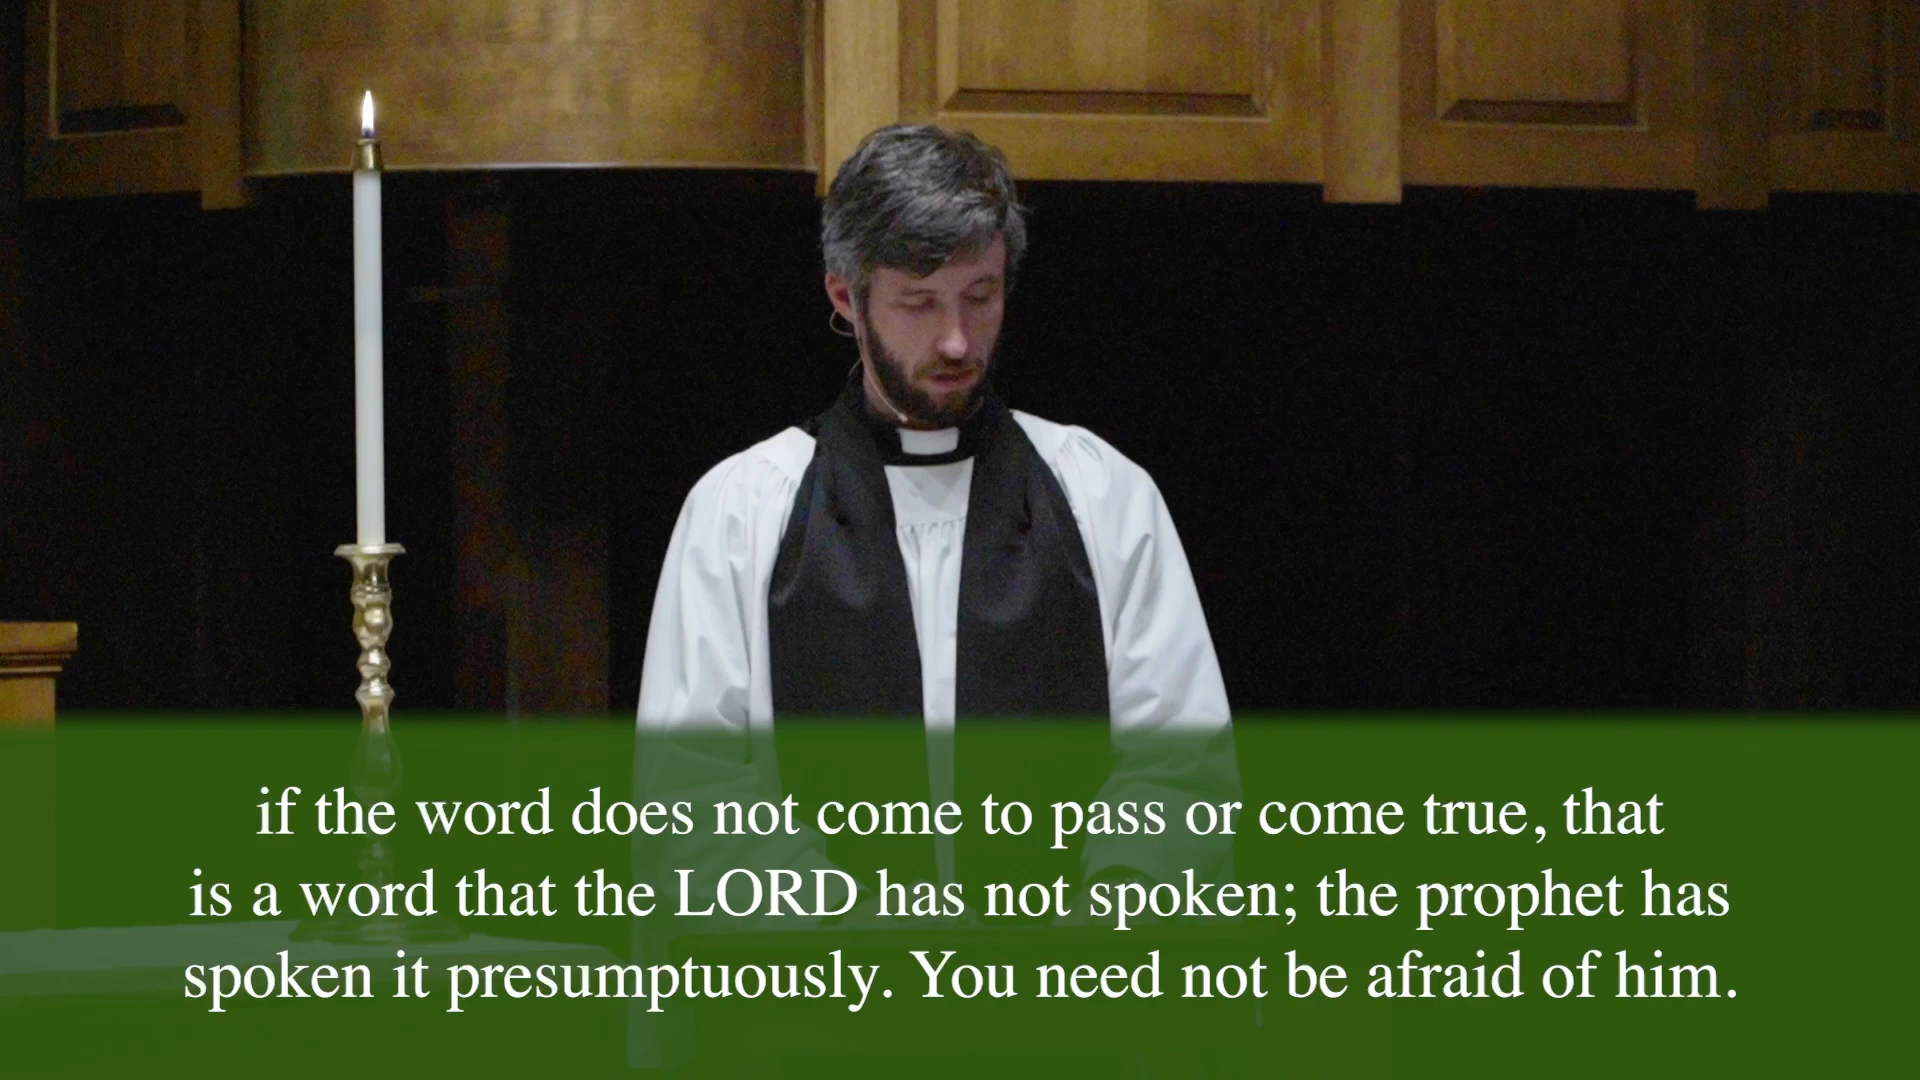 if the word does not come to pass or come true, that
is a word that the LORD has not spoken; the prophet has
spoken it presumptuously. You need not be afraid of him.